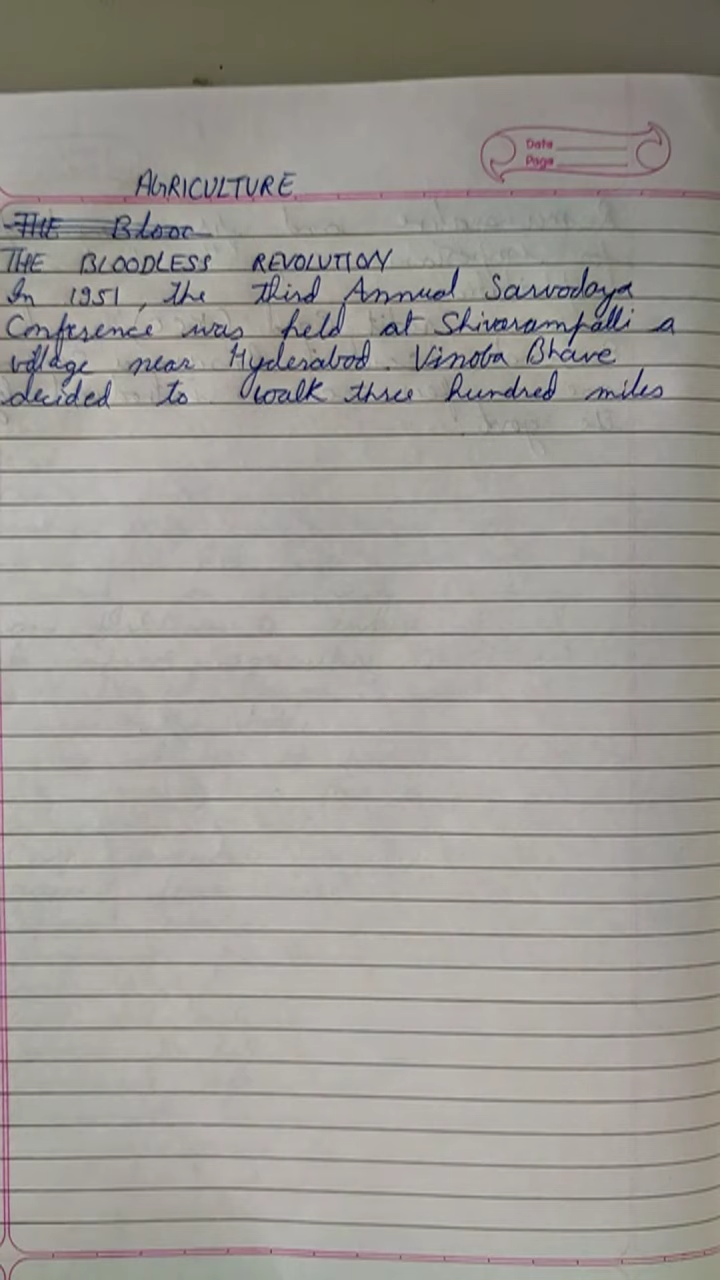 Date
Page
AGRICULTURE
THE Bloo
THE BLOODLESS REVOLUTION
In 1951, the third Annual Sarvodaya
Conference was held at Shivarampalli a
village near Hyderabad. Vinoba Bhave
decided to walk three hundred miles